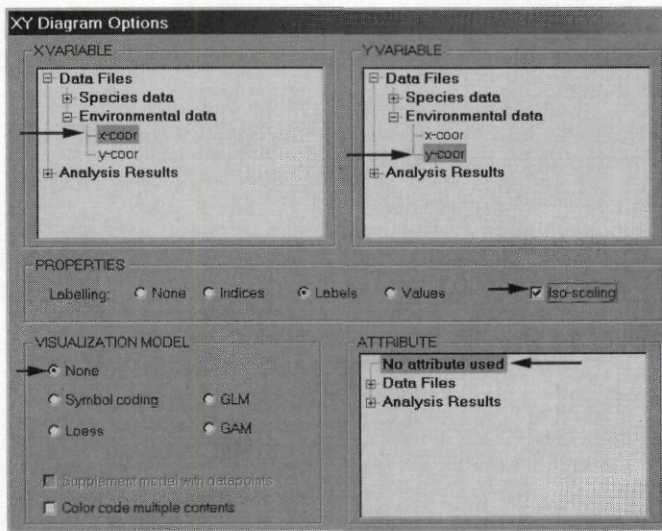 XY Diagram Options
X VARIABLE
Data Files
Species data
Environmental data
x-coor
y-coor
Analysis Results
Y VARIABLE
Data Files
Species data
Environmental data
x-coor
y-coor
Analysis Results
PROPERTIES
Labelling: None Indices Labels Values Iso-scaling
VISUALIZATION MODEL
None
Symbol coding GLM
Loess GAM
Supplement model with datapoints
Color code multiple contents
ATTRIBUTE
No attribute used
Data Files
Analysis Results